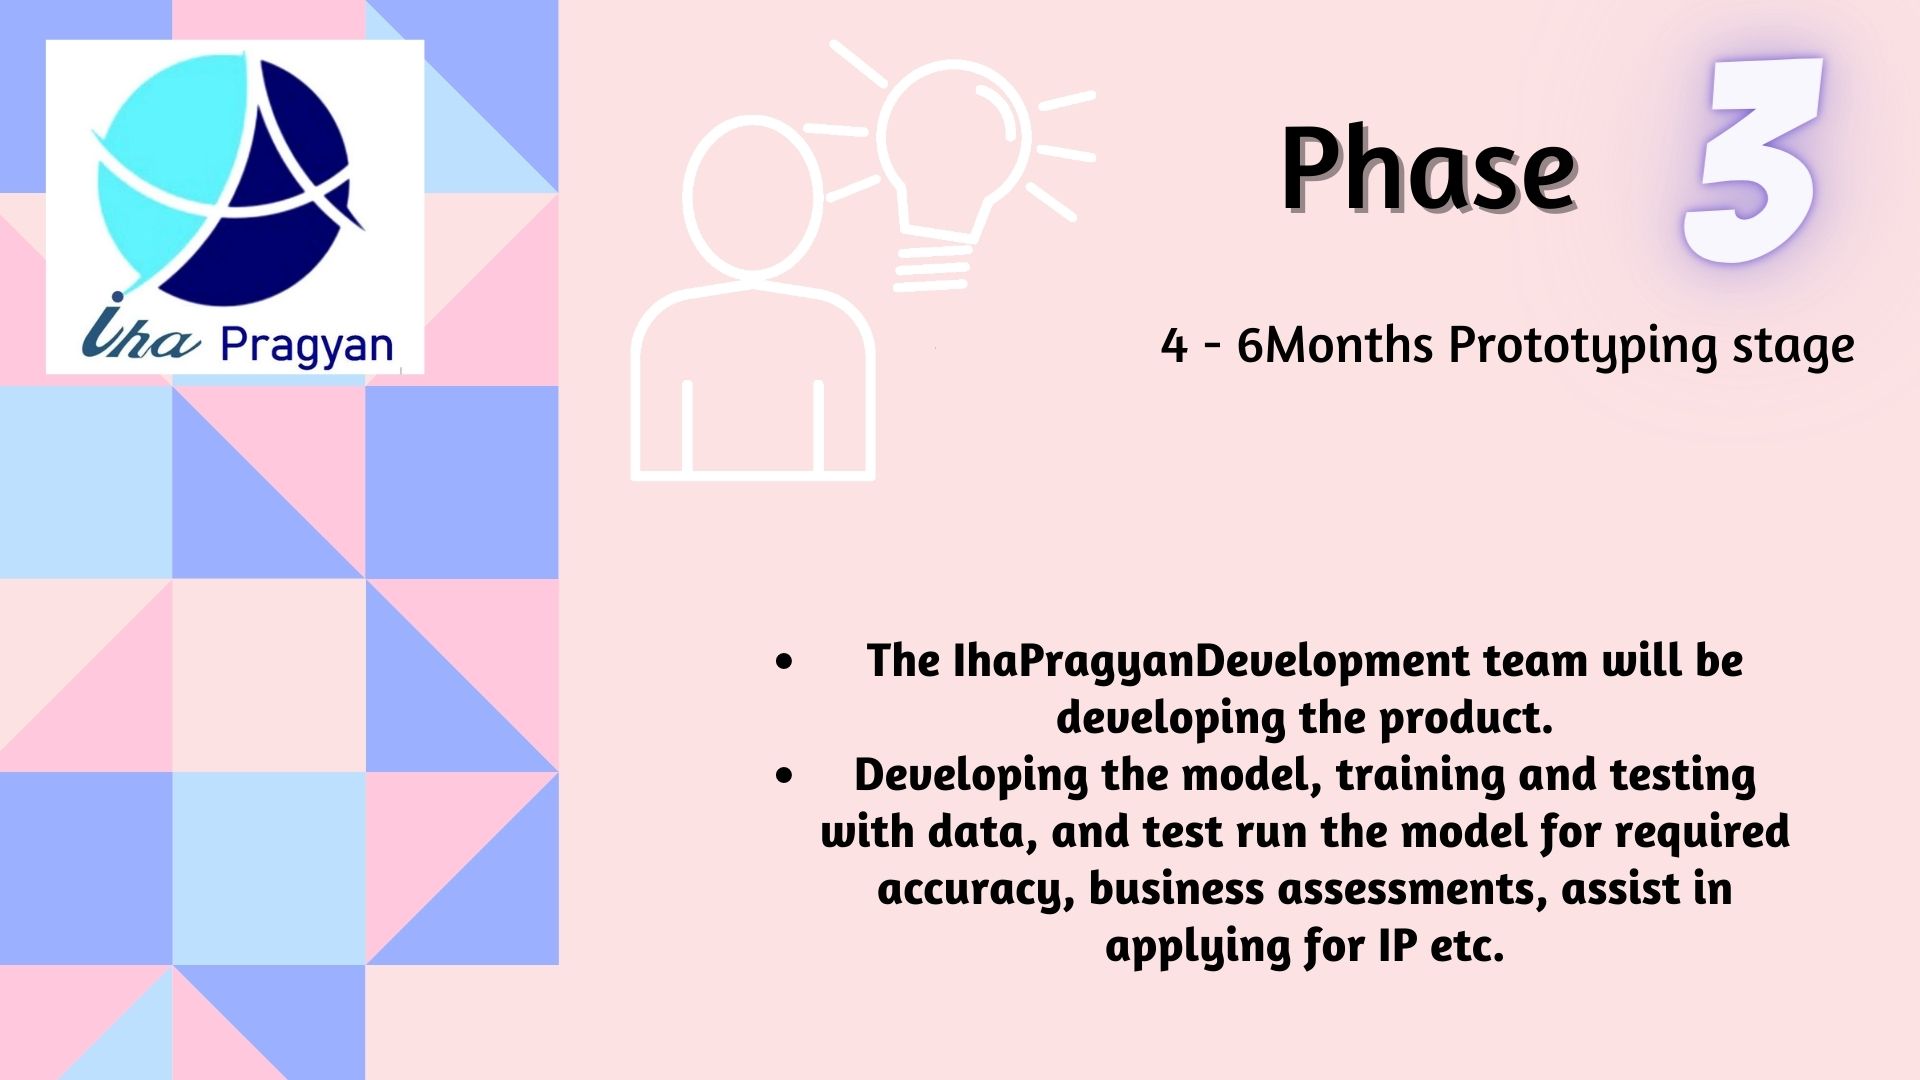 iha Pragyan
Phase 3
4 - 6Months Prototyping stage
• The IhaPragyanDevelopment team will be
developing the product.
• Developing the model, training and testing
with data, and test run the model for required
accuracy, business assessments, assist in
applying for IP etc.